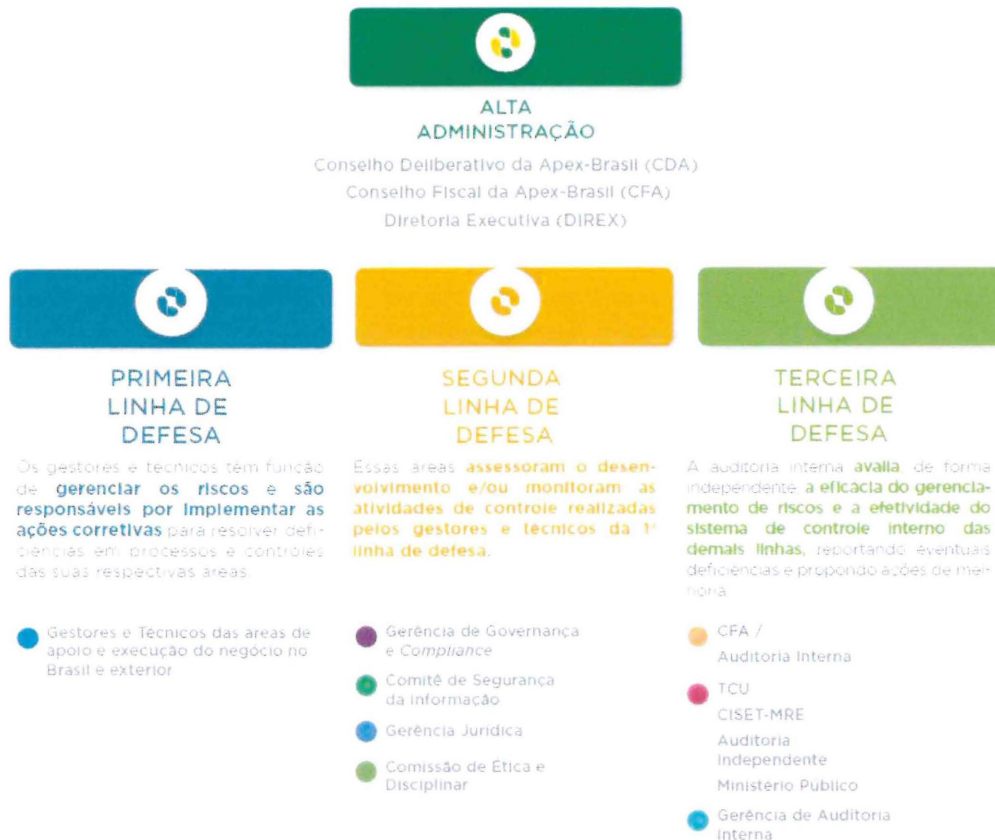 ALTA
ADMINISTRAÇÃO
Conselho Deliberativo da Apex-Brasil (CDA)
Conselho Fiscal da Apex-Brasil (CFA)
Diretoria Executiva (DIREX)
PRIMEIRA
LINHA DE
DEFESA
Os gestores e técnicos têm função
de gerenciar os riscos e são
responsáveis por implementar as
ações corretivas para resolver defi-
ciências em processos e controles
das suas respectivas áreas.
Gestores e Técnicos das áreas de
apoio e execução do negócio no
Brasil e exterior
SEGUNDA
LINHA DE
DEFESA
Essas áreas assessoram o desen-
volvimento e/ou monitoram as
atividades de controle realizadas
pelos gestores e técnicos da 1ª
linha de defesa.
Gerência de Governança
e Compliance
Comitê de Segurança
da Informação
Gerência Jurídica
Comissão de Ética e
Disciplinar
TERCEIRA
LINHA DE
DEFESA
A auditoria interna avalia, de forma
independente, a eficácia do gerencia-
mento de riscos e a efetividade do
sistema de controle interno das
demais linhas, reportando eventuais
deficiências e propondo ações de mel-
horia.
CFA /
Auditoria Interna
TCU
CISET-MRE
Auditoria
Independente
Ministério Público
Gerência de Auditoria
Interna